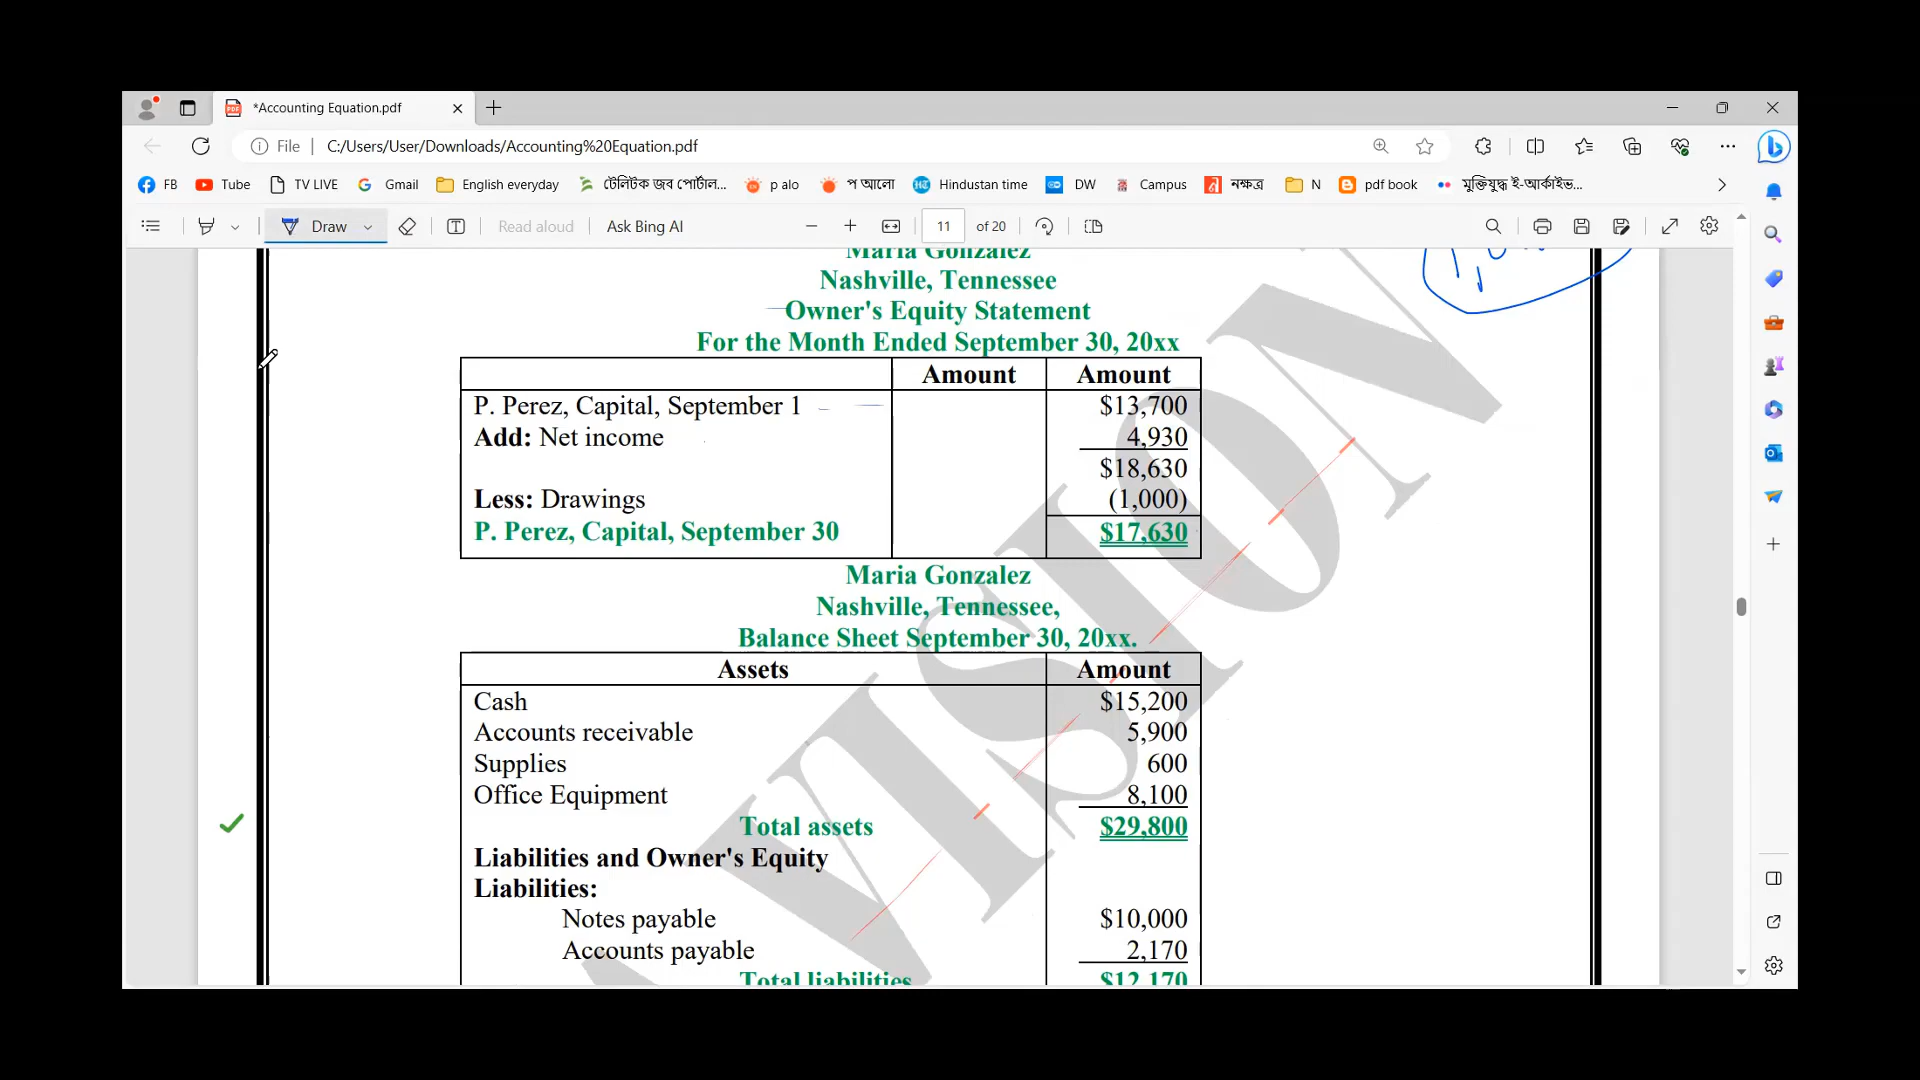 *Accounting Equation.pdf
File C:/Users/User/Downloads/Accounting%20Equation.pdf
FB Tube TV LIVE Gmail English everyday টেলিটক জব পোর্টাল... p alo প আলো Hindustan time DW Campus নক্ষত্র N pdf book মুক্তিযুদ্ধ ই-আর্কাইভ...
Draw Read aloud Ask Bing AI 11 of 20
Maria Gonzalez
Nashville, Tennessee
Owner's Equity Statement
For the Month Ended September 30, 20xx
Amount Amount
P. Perez, Capital, September 1 $13,700
Add: Net income 4,930
$18,630
Less: Drawings (1,000)
P. Perez, Capital, September 30 $17,630
Maria Gonzalez
Nashville, Tennessee,
Balance Sheet September 30, 20xx.
Assets Amount
Cash $15,200
Accounts receivable 5,900
Supplies 600
Office Equipment 8,100
Total assets $29,800
Liabilities and Owner's Equity
Liabilities:
Notes payable $10,000
Accounts payable 2,170
Total liabilities $12,170
VISION